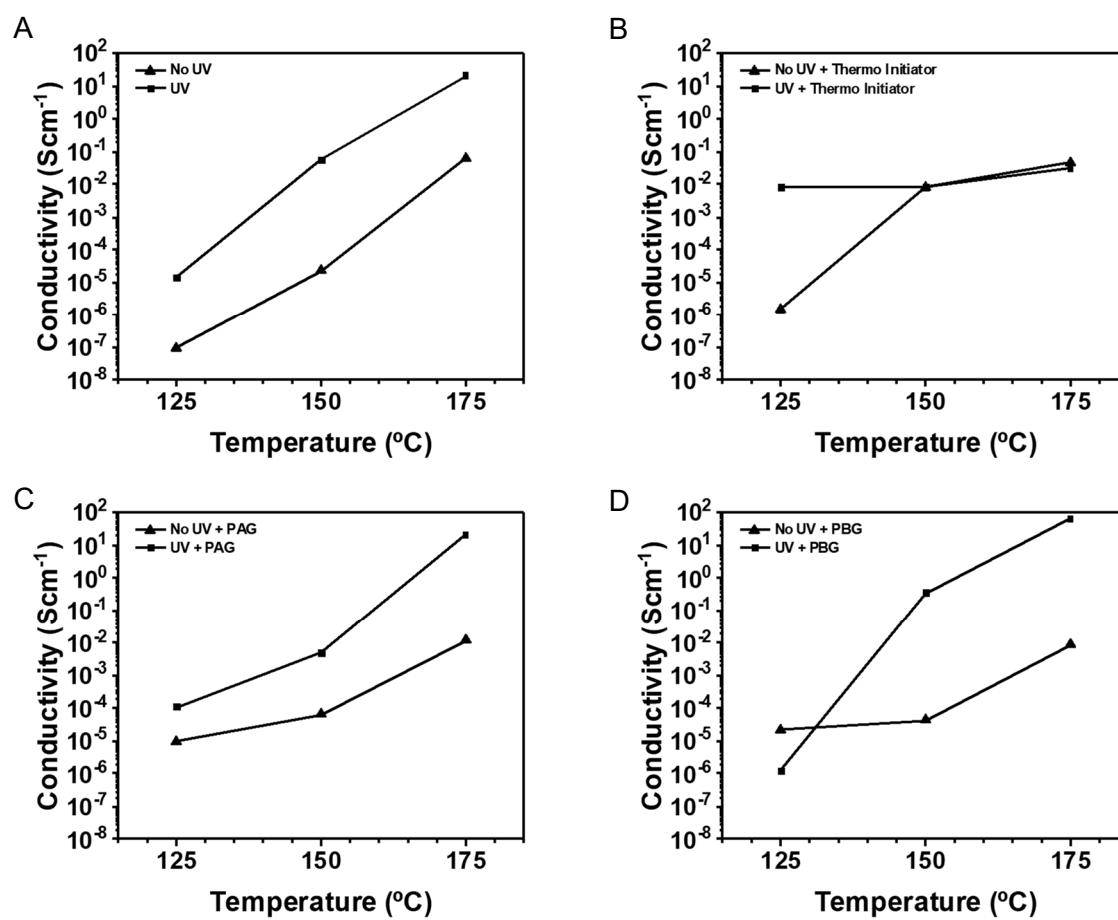 A
Conductivity (Scm⁻¹)
10²
10¹
10⁰
10⁻¹
10⁻²
10⁻³
10⁻⁴
10⁻⁵
10⁻⁶
10⁻⁷
10⁻⁸
No UV
UV
125 150 175
Temperature (ºC)
B
Conductivity (Scm⁻¹)
10²
10¹
10⁰
10⁻¹
10⁻²
10⁻³
10⁻⁴
10⁻⁵
10⁻⁶
10⁻⁷
10⁻⁸
No UV + Thermo Initiator
UV + Thermo Initiator
125 150 175
Temperature (ºC)
C
Conductivity (Scm⁻¹)
10²
10¹
10⁰
10⁻¹
10⁻²
10⁻³
10⁻⁴
10⁻⁵
10⁻⁶
10⁻⁷
10⁻⁸
No UV + PAG
UV + PAG
125 150 175
Temperature (ºC)
D
Conductivity (Scm⁻¹)
10²
10¹
10⁰
10⁻¹
10⁻²
10⁻³
10⁻⁴
10⁻⁵
10⁻⁶
10⁻⁷
10⁻⁸
No UV + PBG
UV + PBG
125 150 175
Temperature (ºC)